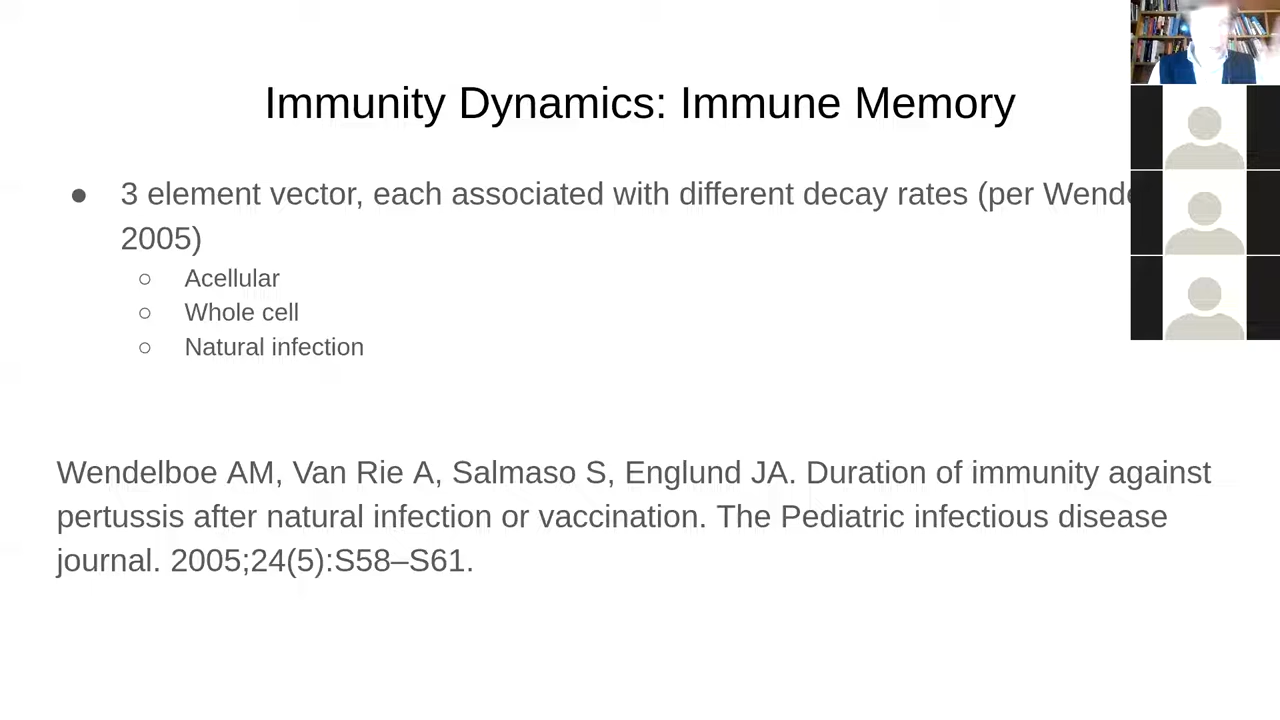 Immunity Dynamics: Immune Memory
● 3 element vector, each associated with different decay rates (per
2005)
○ Acellular
○ Whole cell
○ Natural infection
Wendelboe AM, Van Rie A, Salmaso S, Englund JA. Duration of immunity against
pertussis after natural infection or vaccination. The Pediatric infectious disease
journal. 2005;24(5):S58–S61.